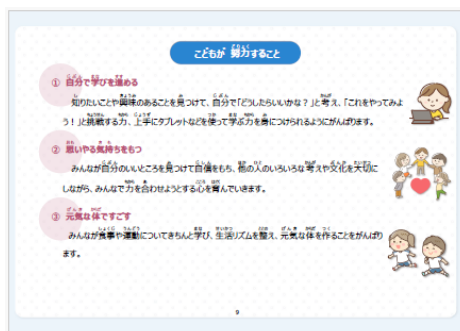 こどもが 努力すること
① 自分で学びを進める
知りたいことや興味のあることを見つけて、自分で「どうしたらいいかな？」と考え、「これをやってみよ
う！」と挑戦する力、上手にタブレットなどを使って学ぶ力を身につけられるようにがんばります。
② 思いやる気持ちをもつ
みんなが自分のいいところを見つけて自信をもち、他の人のいろいろな考えや文化を大切に
しながら、みんなで力を合わせようとする心を育んでいきます。
③ 元気な体ですごす
みんなが食事や運動についてきちんと学び、生活リズムを整え、元気な体を作ることをがんばり
ます。
9